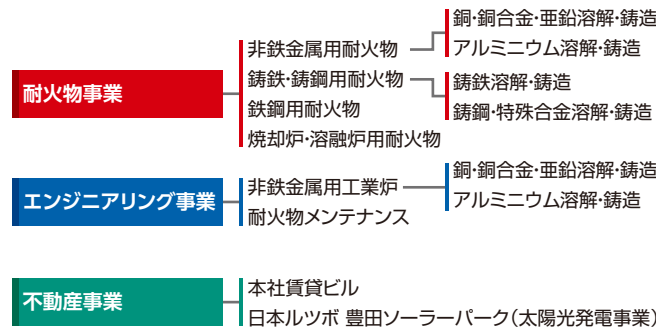 耐火物事業
非鉄金属用耐火物
銅・銅合金・亜鉛溶解・鋳造
アルミニウム溶解・鋳造
鋳鉄・鋳鋼用耐火物
鋳鉄溶解・鋳造
鋳鋼・特殊合金溶解・鋳造
鉄鋼用耐火物
焼却炉・溶融炉用耐火物
エンジニアリング事業
非鉄金属用工業炉
銅・銅合金・亜鉛溶解・鋳造
アルミニウム溶解・鋳造
耐火物メンテナンス
不動産事業
本社賃貸ビル
日本ルツボ 豊田ソーラーパーク(太陽光発電事業)